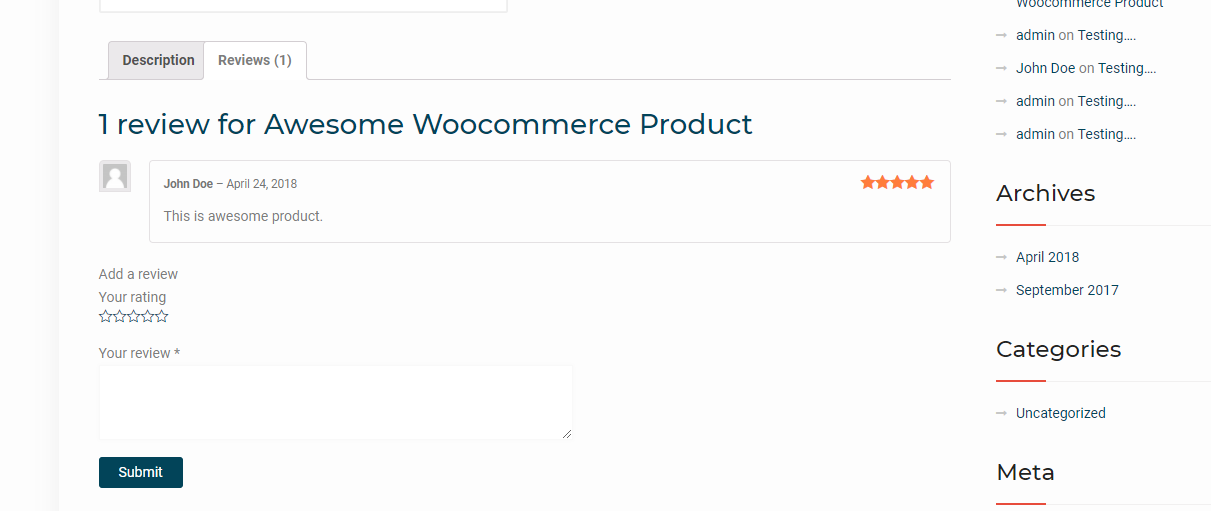 Description
Reviews (1)
1 review for Awesome Woocommerce Product
John Doe – April 24, 2018
This is awesome product.
Add a review
Your rating
Your review *
Submit
Woocommerce Product
admin on Testing....
John Doe on Testing....
admin on Testing....
admin on Testing....
Archives
April 2018
September 2017
Categories
Uncategorized
Meta